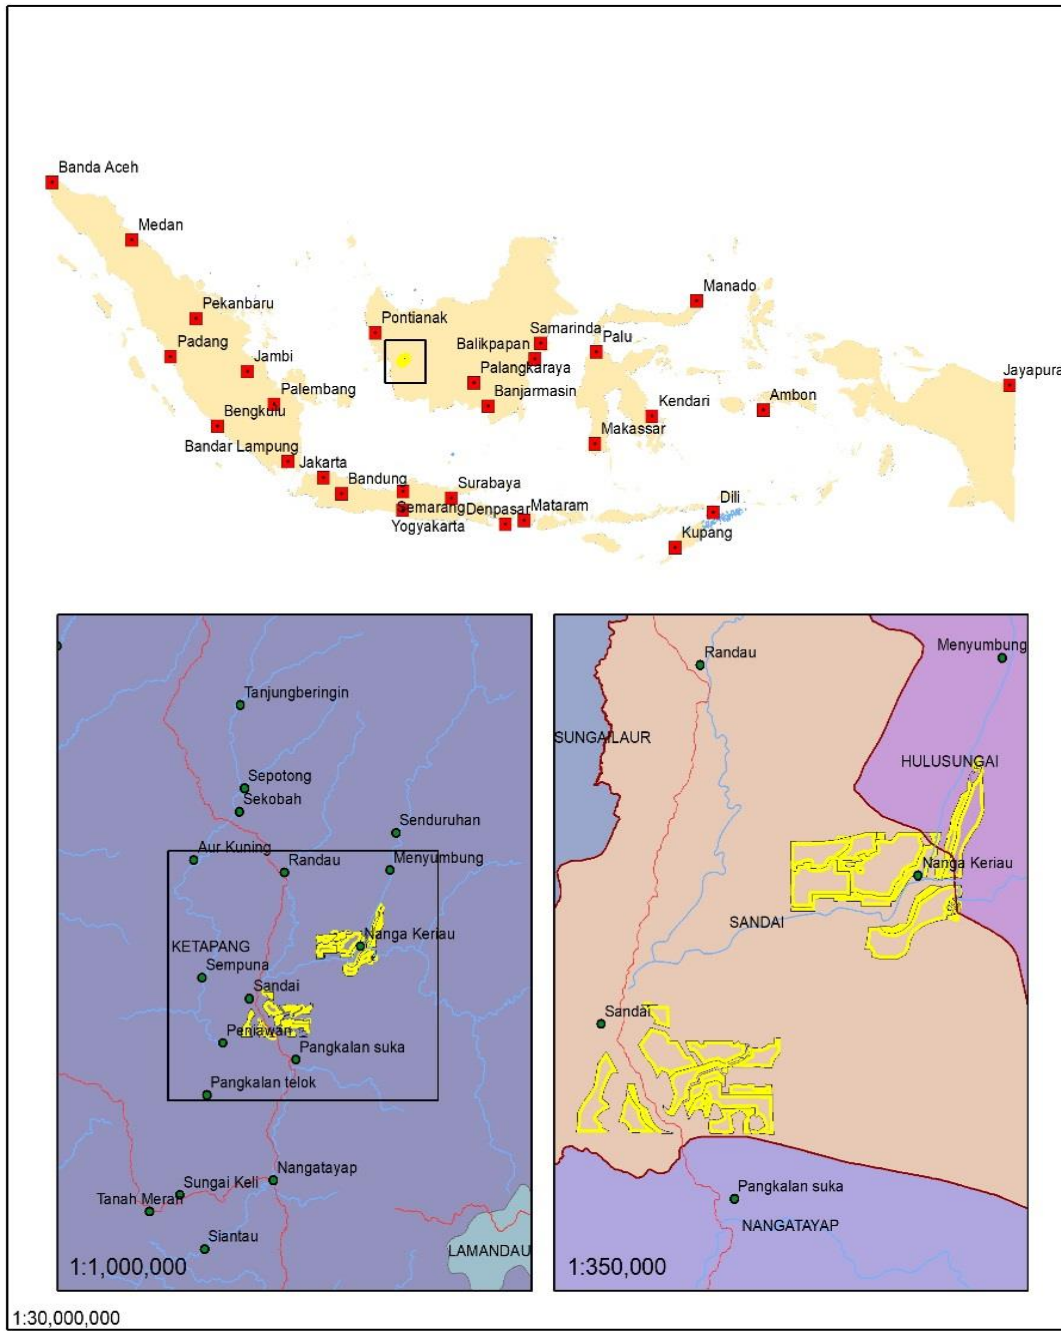 Banda Aceh
Medan
Pekanbaru
Padang
Jambi
Palembang
Bengkulu
Bandar Lampung
Jakarta
Bandung
Semarang
Yogyakarta
Surabaya
Denpasar
Mataram
Pontianak
Balikpapan
Samarinda
Palangkaraya
Banjarmasin
Palu
Manado
Kendari
Makassar
Ambon
Jayapura
Dili
Kupang
Tanjungberingin
Sepotong
Sekobah
Senduruhan
Aur Kuning
Randau
Menyumbung
Nanga Keriau
KETAPANG
Sempuna
Sandai
Penjawan
Pangkalan suka
Pangkalan telok
Nangatayap
Sungai Keli
Tanah Merah
Siantau
LAMANDAU
1:1,000,000
Randau
Menyumbung
SUNGAILAUR
HULUSUNGAI
Nanga Keriau
SANDAI
Sandai
Pangkalan suka
NANGATAYAP
1:350,000
1:30,000,000